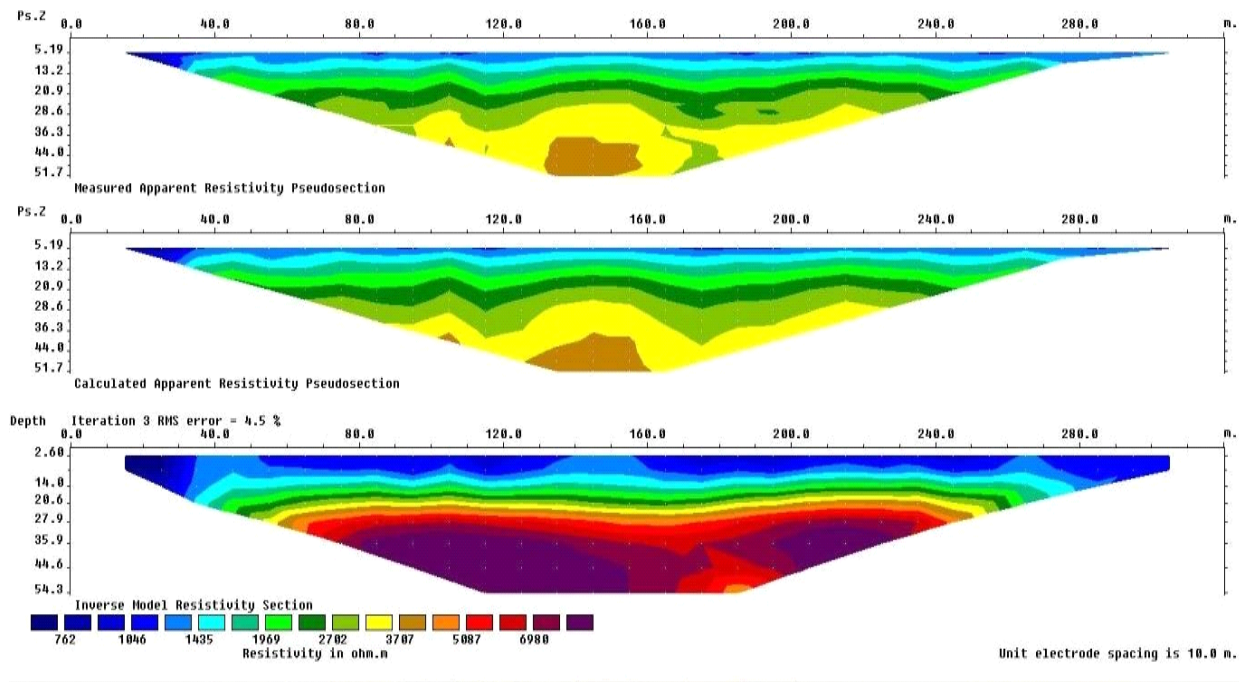 Ps.Z 0.0 40.0 80.0 120.0 160.0 200.0 240.0 280.0 m.
5.19
13.2
20.9
28.6
36.3
44.0
51.7
Measured Apparent Resistivity Pseudosection
Ps.Z 0.0 40.0 80.0 120.0 160.0 200.0 240.0 280.0 m.
5.19
13.2
20.9
28.6
36.3
44.0
51.7
Calculated Apparent Resistivity Pseudosection
Depth Iteration 3 RMS error = 4.5 %
0.0 40.0 80.0 120.0 160.0 200.0 240.0 280.0 m.
2.60
14.0
20.6
27.9
35.9
44.6
54.3
Inverse Model Resistivity Section
762 1046 1435 1969 2702 3707 5087 6980
Resistivity in ohm.m
Unit electrode spacing is 10.0 m.